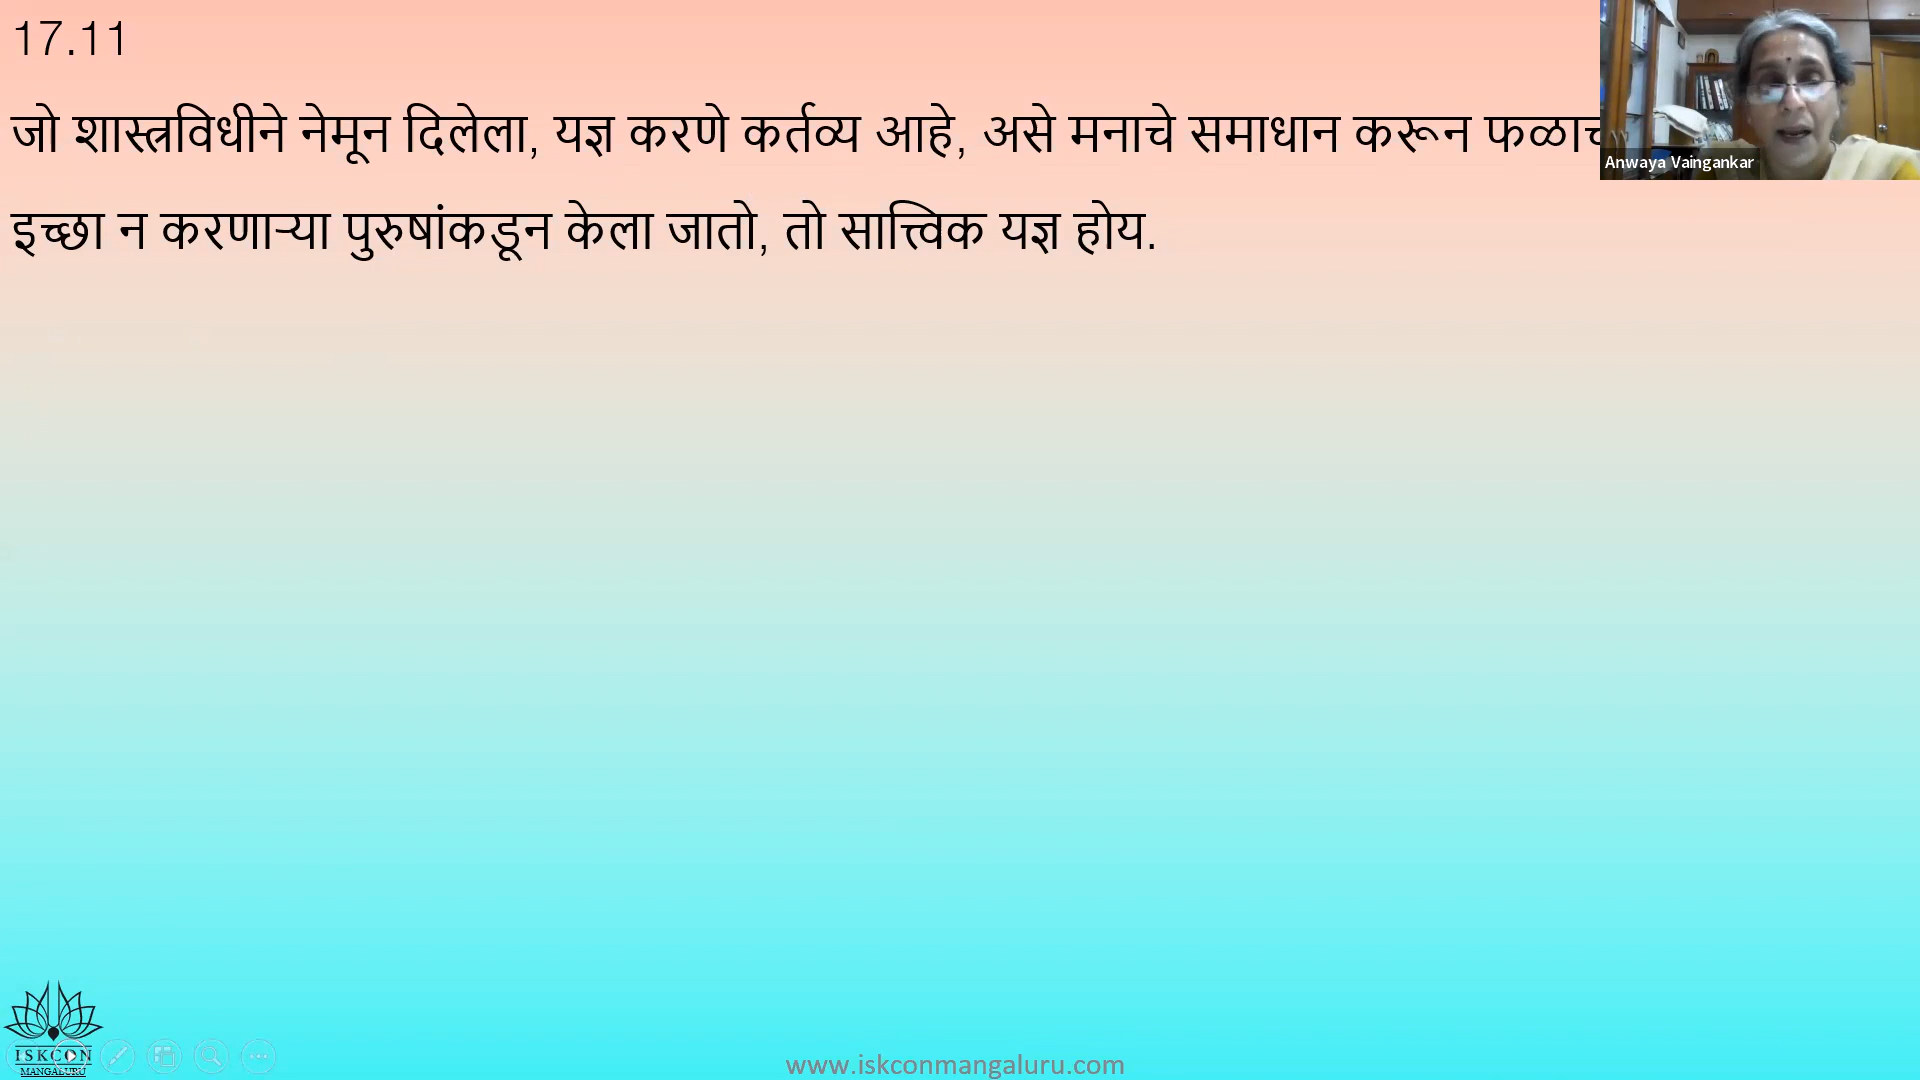 17.11
जो शास्त्रविधीने नेमून दिलेला, यज्ञ करणे कर्तव्य आहे, असे मनाचे समाधान करून
इच्छा न करणाऱ्या पुरुषांकडून केला जातो, तो सात्त्विक यज्ञ होय.
Anwaya Vaingankar
ISKCON
MANGALURU
www.iskconmangaluru.com